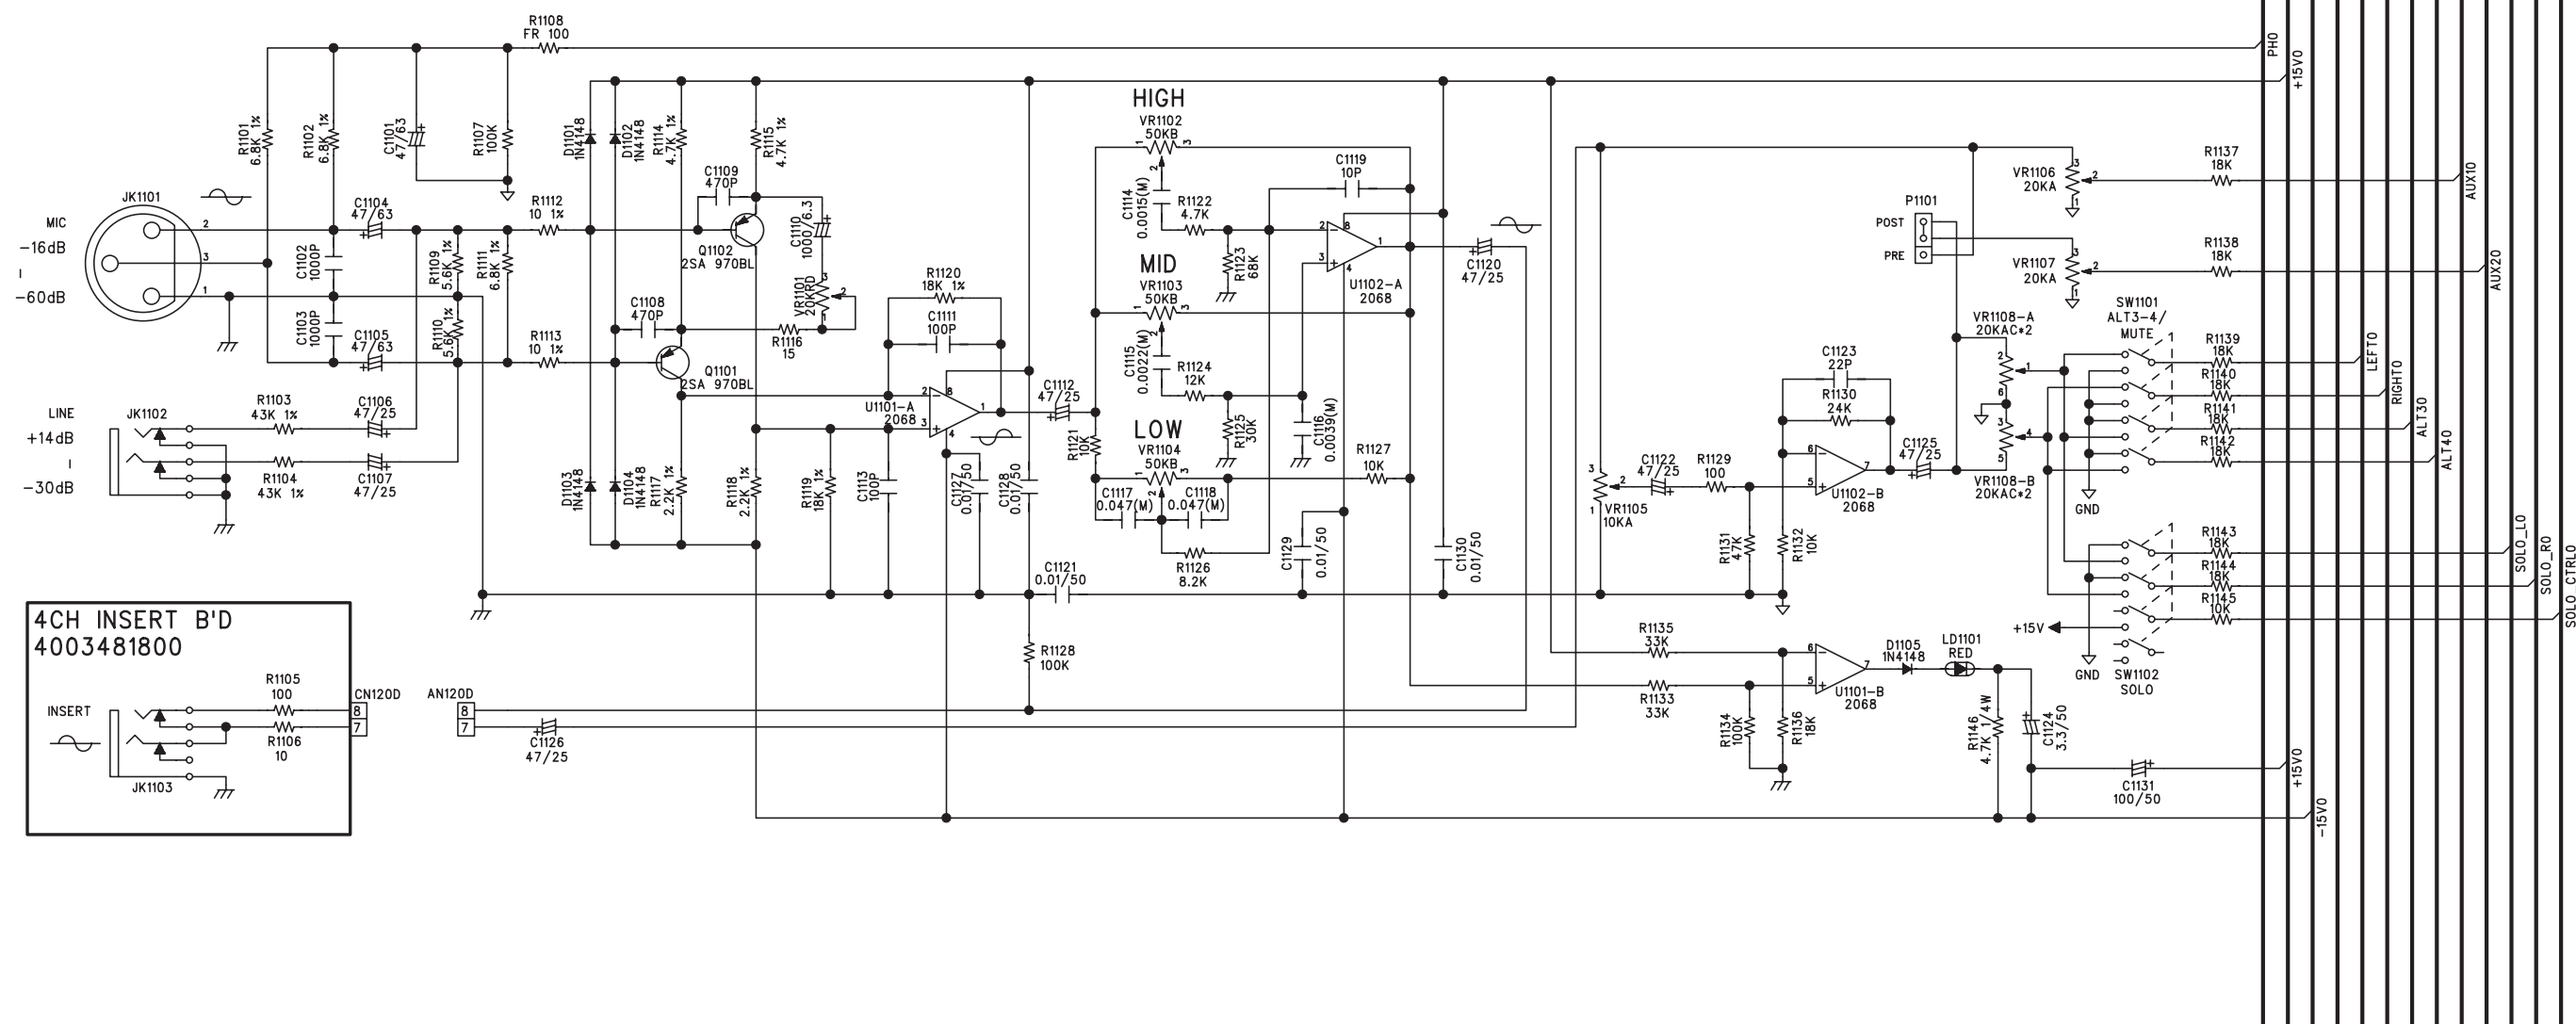 R1108
FR 100
PH0
+15V0
R1101
6.8K 1%
R1102
6.8K 1%
C1101
47/63
R1107
100K
D1101
1N4148
D1102
1N4148
R1114
4.7K 1%
R1115
4.7K 1%
HIGH
VR1102
50KB
C1119
10P
C1109
470P
JK1101
MIC
-16dB
-60dB
C1104
47/63
R1112
10 1%
C1102
1000P
C1103
1000P
R1109
5.6K 1%
R1110
5.6K 1%
R1111
6.8K 1%
C1105
47/63
R1113
10 1%
Q1102
2SA 970BL
C1110
1000/6.3
VR1101
20KRD
C1108
470P
R1116
15
Q1101
2SA 970BL
R1120
18K 1%
C1111
100P
U1101-A
2068
C1112
47/25
C1114
0.0015(M)
R1122
4.7K
R1123
68K
MID
VR1103
50KB
C1115
0.0022(M)
R1124
12K
R1125
30K
C1116
0.0039(M)
U1102-A
2068
C1120
47/25
LOW
VR1104
50KB
R1121
10K
C1117
0.047(M)
C1118
0.047(M)
R1126
8.2K
R1127
10K
C1129
0.01/50
C1130
0.01/50
LINE
+14dB
-30dB
JK1102
R1103
43K 1%
C1106
47/25
R1104
43K 1%
C1107
47/25
D1103
1N4148
D1104
1N4148
R1117
2.2K 1%
R1118
2.2K 1%
R1119
18K 1%
C1113
100P
C1127
0.01/50
C1128
0.01/50
C1121
0.01/50
R1128
100K
VR1105
10KA
C1122
47/25
R1129
100
R1131
47K
R1132
10K
C1123
22P
R1130
24K
U1102-B
2068
C1125
47/25
P1101
POST
PRE
VR1106
20KA
VR1107
20KA
R1137
18K
R1138
18K
AUX10
AUX20
VR1108-A
20KAC*2
VR1108-B
20KAC*2
SW1101
ALT3-4/
MUTE
R1139
18K
R1140
18K
R1141
18K
R1142
18K
LEFT0
RIGHT0
ALT30
ALT40
GND
R1143
18K
R1144
18K
R1145
10K
SOLO_L0
SOLO_R0
SOLO_CTRL0
+15V
GND
SW1102
SOLO
R1135
33K
R1133
33K
R1134
100K
R1136
18K
U1101-B
2068
D1105
1N4148
LD1101
RED
R1146
4.7K 1/4W
C1124
3.3/50
C1131
100/50
+15V0
-15V0
4CH INSERT B'D
4003481800
INSERT
JK1103
R1105
100
R1106
10
CN120D
8
7
AN120D
8
7
C1126
47/25